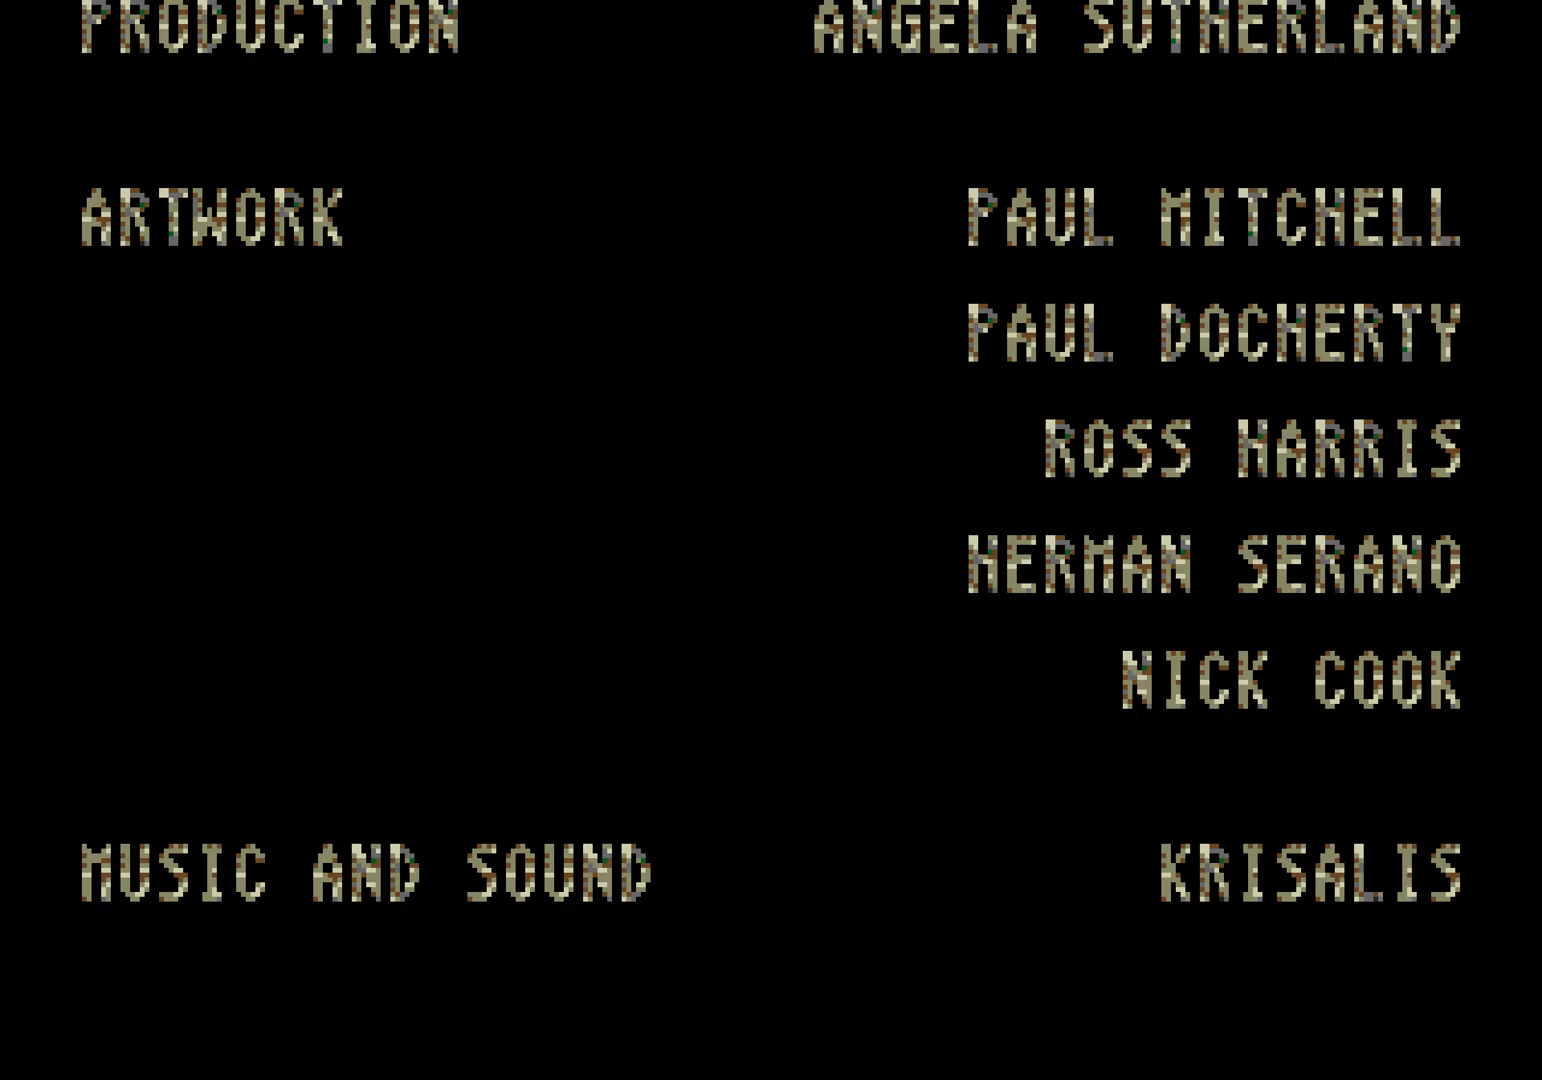 PRODUCTION ANGELA SUTHERLAND
ARTWORK PAUL MITCHELL
PAUL DOCHERTY
ROSS HARRIS
HERMAN SERANO
NICK COOK
MUSIC AND SOUND KRISALIS